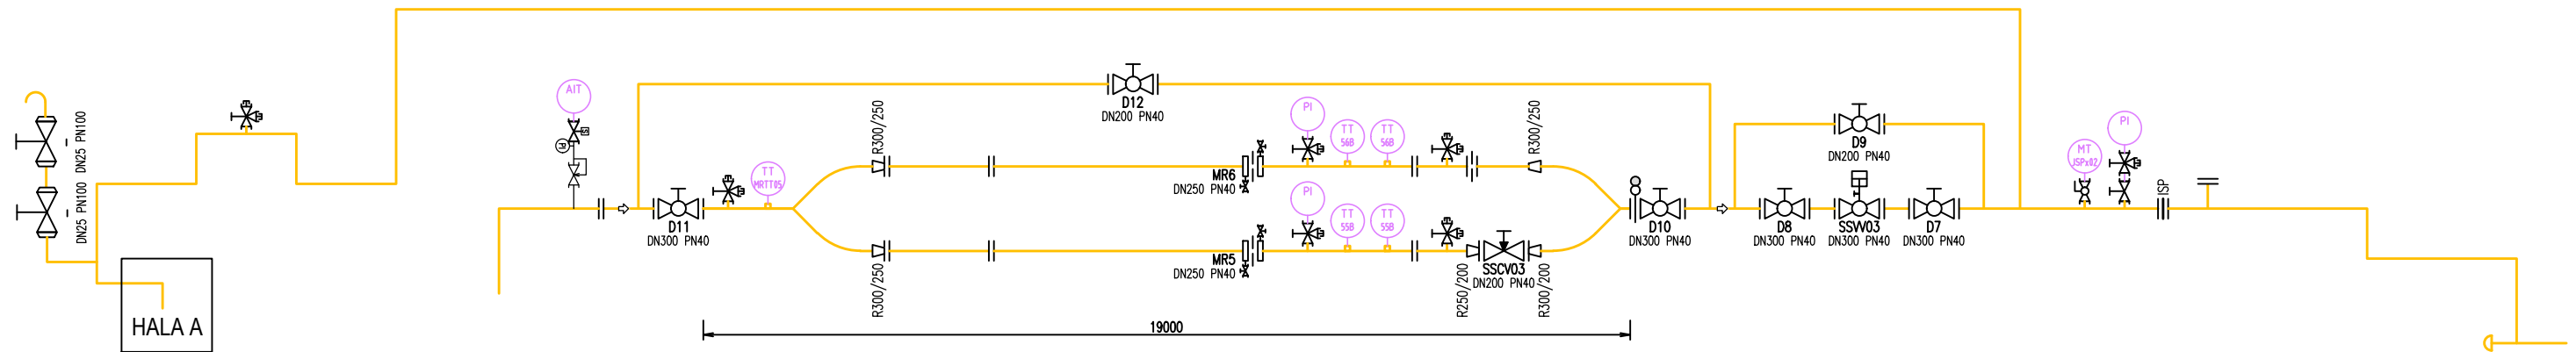 DN25 PN100
DN25 PN100
HALA A
AIT
PI
S
D11
DN300 PN40
TT
MRTT05
R300/250
R300/250
D12
DN200 PN40
MR6
DN250 PN40
PI
TT
56B
TT
56B
R300/250
MR5
DN250 PN40
PI
TT
55B
TT
55B
R250/200
SSCV03
DN200 PN40
R300/200
19000
D10
DN300 PN40
D9
DN200 PN40
D8
DN300 PN40
SSVV03
DN300 PN40
D7
DN300 PN40
MT
JSPx02
PI
ISP